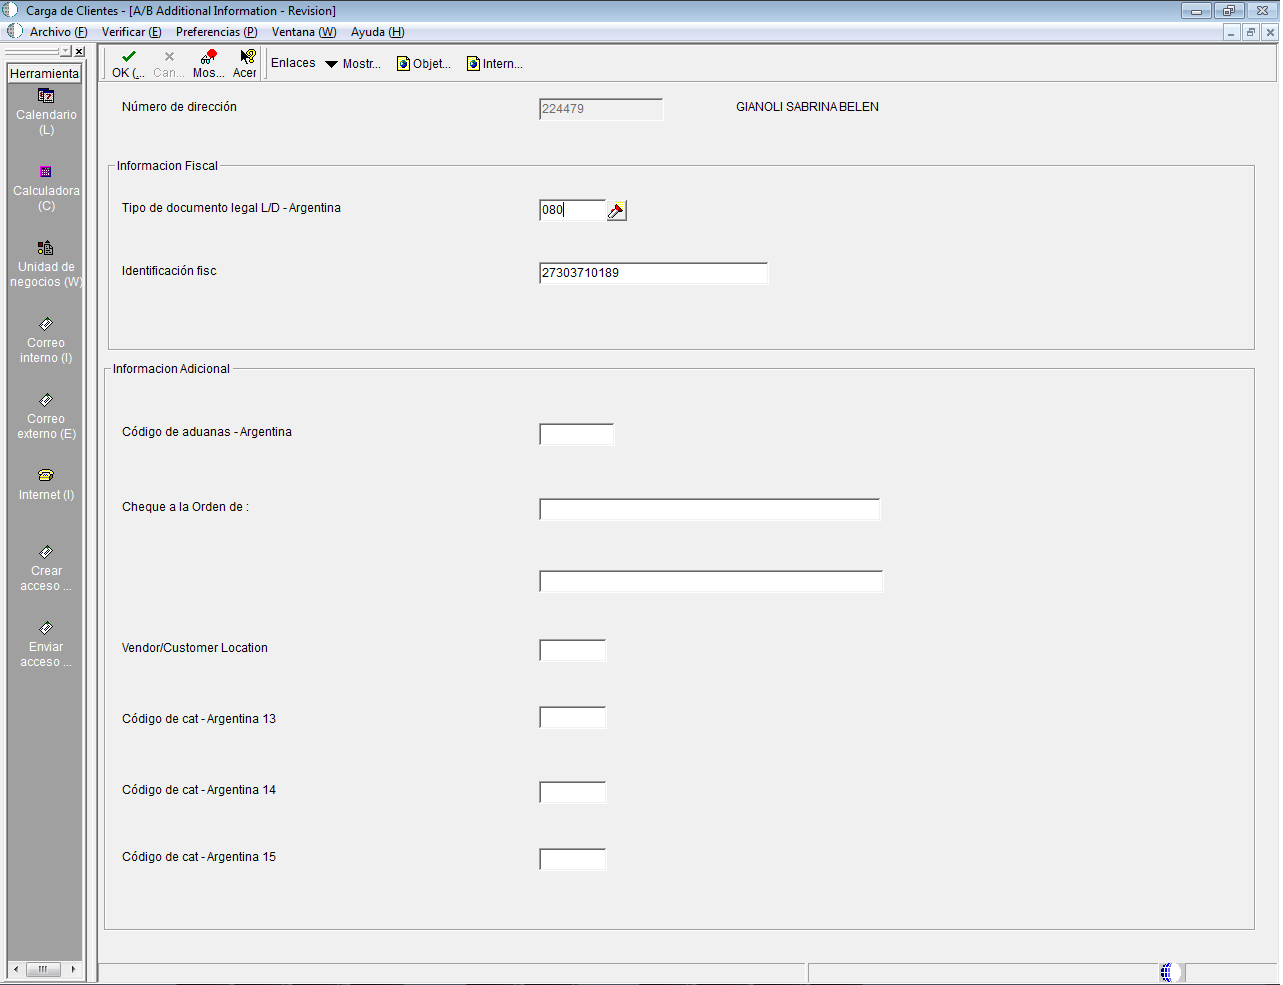 Carga de Clientes - [A/B Additional Information - Revision]
Archivo (F) Verificar (E) Preferencias (P) Ventana (W) Ayuda (H)
Herramienta
OK (... Can... Mos... Acer Enlaces Mostr... Objet... Intern...
Calendario
(L)
Calculadora
(C)
Unidad de
negocios (W)
Correo
interno (I)
Correo
externo (E)
Internet (I)
Crear
acceso ...
Enviar
acceso ...
Número de dirección 224479 GIANOLI SABRINA BELEN
Informacion Fiscal
Tipo de documento legal L/D - Argentina 080
Identificación fisc 27303710189
Informacion Adicional
Código de aduanas - Argentina
Cheque a la Orden de :
Vendor/Customer Location
Código de cat - Argentina 13
Código de cat - Argentina 14
Código de cat - Argentina 15